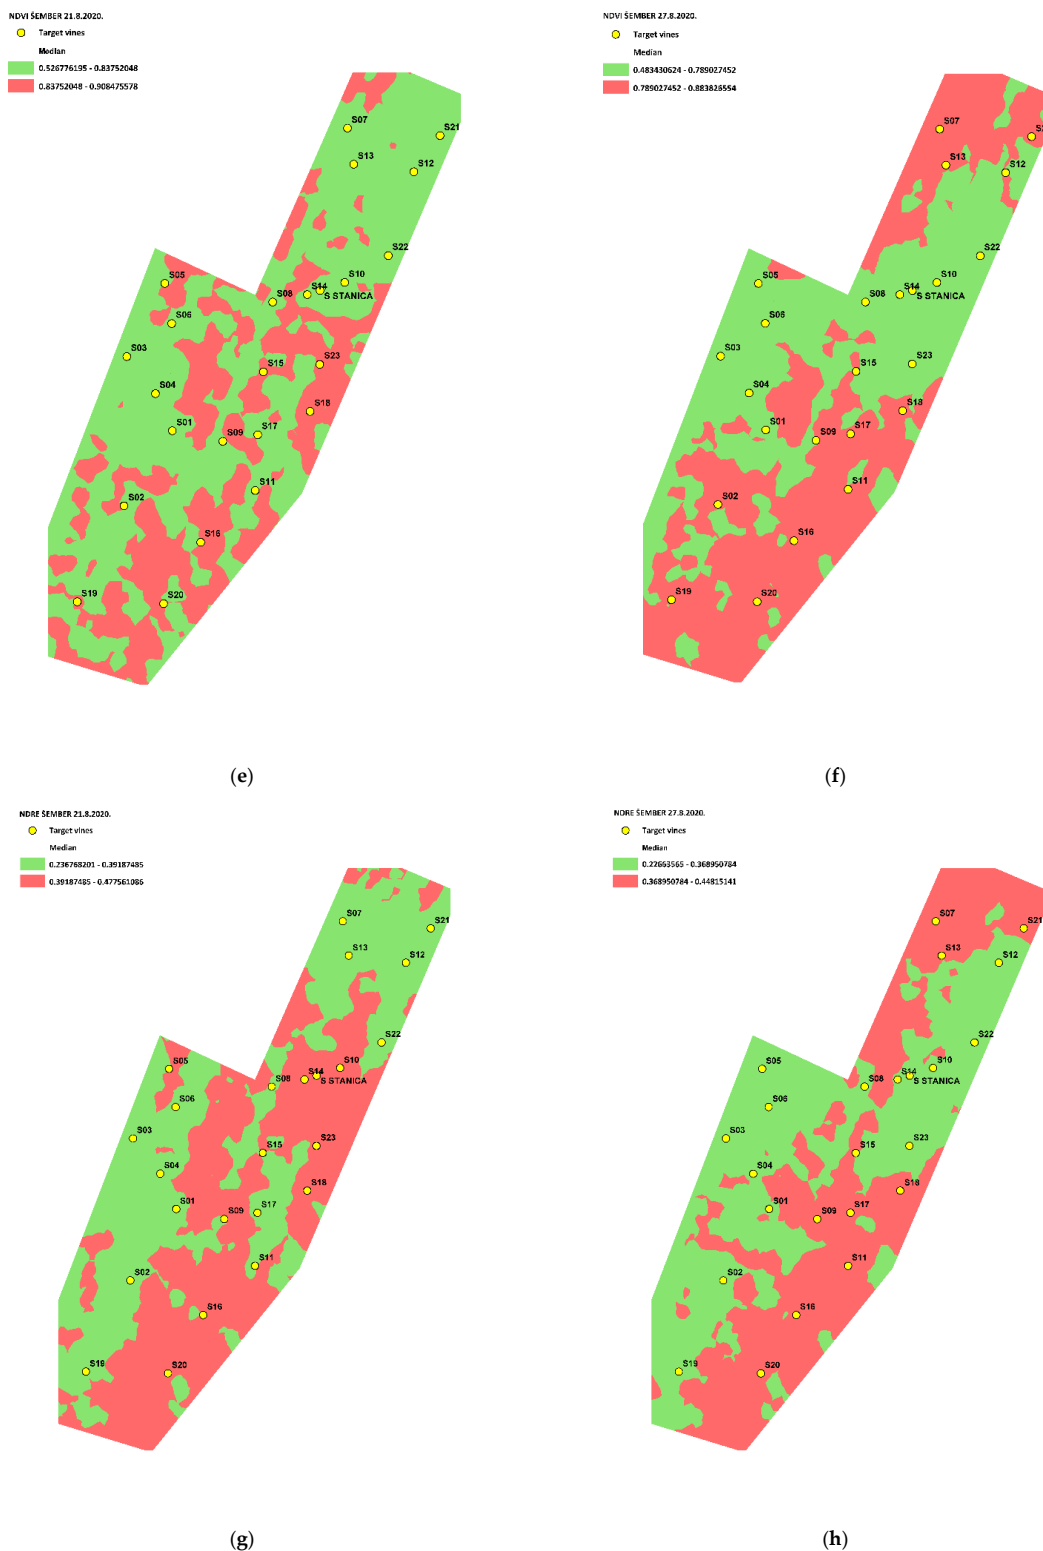 NDVI ŠEMBER 21.8.2020.
Target vines
Median
0.526776195 - 0.83752048
0.83752048 - 0.908475578
S07
S21
S13
S12
S22
S05
S10
S14
S STANICA
S08
S06
S03
S23
S15
S04
S18
S01
S17
S09
S11
S02
S16
S19
S20
(e)
NDVI ŠEMBER 27.8.2020.
Target vines
Median
0.483430624 - 0.789027452
0.789027452 - 0.883826554
S07
S2
S13
S12
S22
S05
S10
S14
S STANICA
S08
S06
S03
S23
S15
S04
S18
S01
S17
S09
S11
S02
S16
S19
S20
(f)
NDRE ŠEMBER 21.8.2020.
Target vines
Median
0.236768201 - 0.39187485
0.39187485 - 0.477561086
S07
S21
S13
S12
S22
S05
S10
S14
S STANICA
S08
S06
S03
S23
S15
S04
S18
S01
S17
S09
S11
S02
S16
S19
S20
(g)
NDRE ŠEMBER 27.8.2020.
Target vines
Median
0.22663565 - 0.368950784
0.368950784 - 0.44815141
S07
S21
S13
S12
S22
S05
S10
S14
S STANICA
S08
S06
S03
S23
S15
S04
S18
S01
S17
S09
S11
S02
S16
S19
S20
(h)